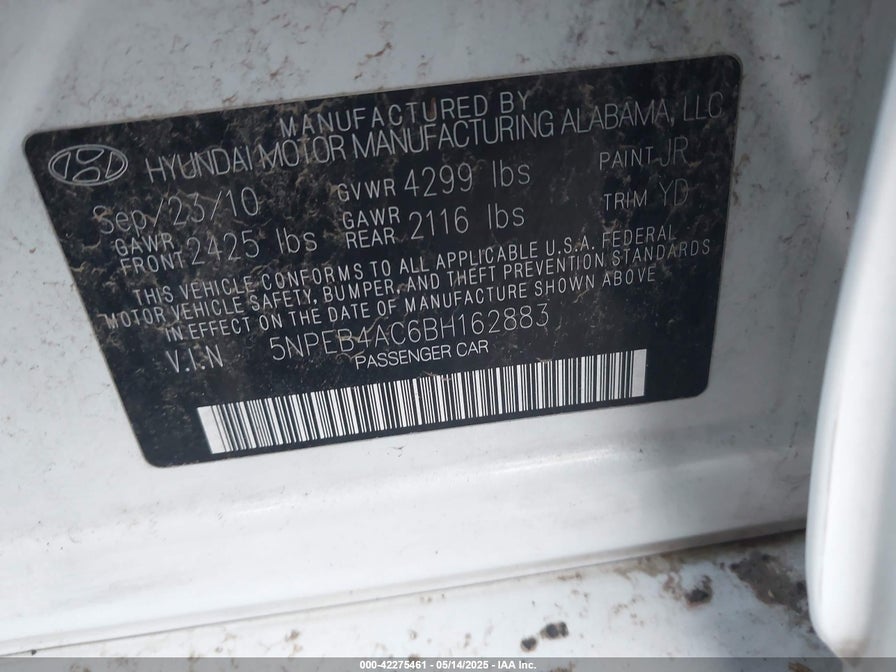 MANUFACTURED BY
HYUNDAI MOTOR MANUFACTURING ALABAMA, LLC
Sep/23/10 GVWR 4299 lbs PAINT JR
GAWR FRONT 2425 lbs GAWR REAR 2116 lbs TRIM YD
THIS VEHICLE CONFORMS TO ALL APPLICABLE U.S.A. FEDERAL
MOTOR VEHICLE SAFETY, BUMPER, AND THEFT PREVENTION STANDARDS
IN EFFECT ON THE DATE OF MANUFACTURE SHOWN ABOVE
V.I.N 5NPEB4AC6BH162883
PASSENGER CAR
000-42275461 - 05/14/2025 - IAA Inc.